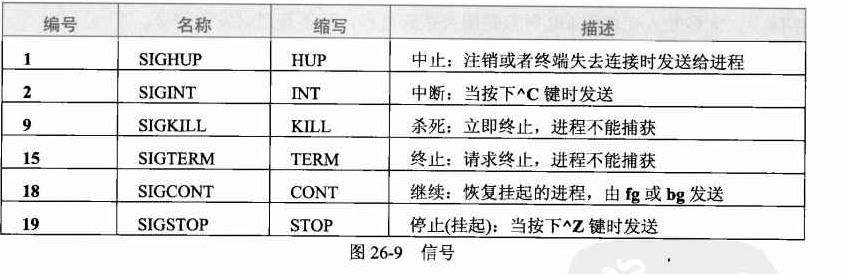 编号 名称 缩写 描述
1 SIGHUP HUP 中止：注销或者终端失去连接时发送给进程
2 SIGINT INT 中断：当按下^C 键时发送
9 SIGKILL KILL 杀死：立即终止，进程不能捕获
15 SIGTERM TERM 终止：请求终止，进程不能捕获
18 SIGCONT CONT 继续：恢复挂起的进程，由 fg 或 bg 发送
19 SIGSTOP STOP 停止(挂起)：当按下^Z 键时发送
图 26-9 信号